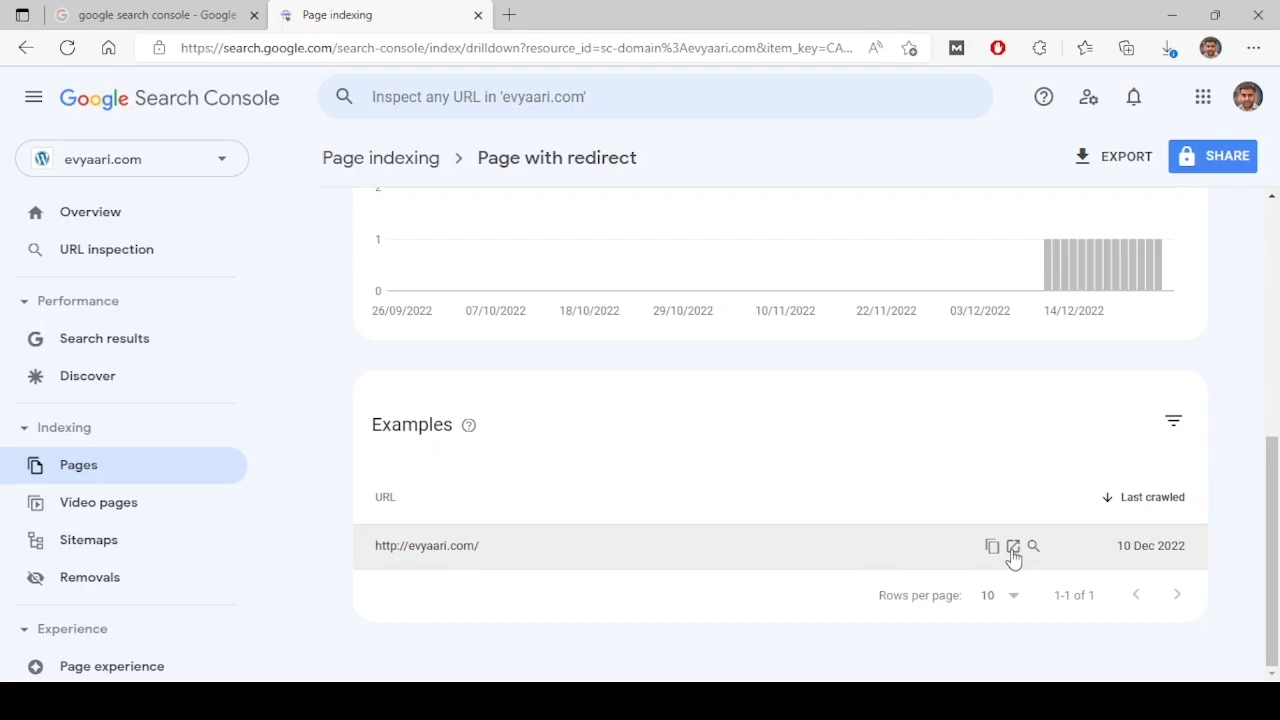 google search console - Google
Page indexing
https://search.google.com/search-console/index/drilldown?resource_id=sc-domain%3Aevyaari.com&item_key=CA...
Google Search Console
Inspect any URL in 'evyaari.com'
evyaari.com
Page indexing > Page with redirect
EXPORT
SHARE
Overview
URL inspection
Performance
Search results
Discover
Indexing
Pages
Video pages
Sitemaps
Removals
Experience
Page experience
2
1
0
26/09/2022 07/10/2022 18/10/2022 29/10/2022 10/11/2022 22/11/2022 03/12/2022 14/12/2022
Examples
URL Last crawled
http://evyaari.com/ 10 Dec 2022
Rows per page: 10 1-1 of 1